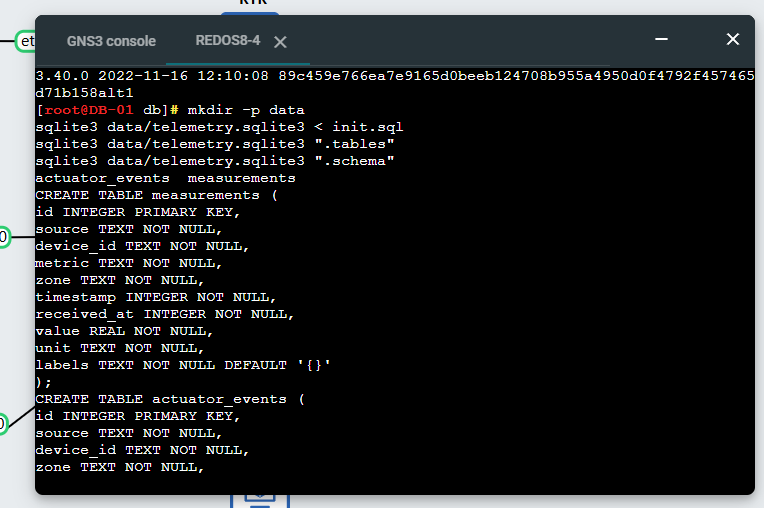 RTR
et
GNS3 console
REDOS8-4
3.40.0 2022-11-16 12:10:08 89c459e766ea7e9165d0beeb124708b955a4950d0f4792f457465
d71b158alt1
[root@DB-01 db]# mkdir -p data
sqlite3 data/telemetry.sqlite3 < init.sql
sqlite3 data/telemetry.sqlite3 ".tables"
sqlite3 data/telemetry.sqlite3 ".schema"
actuator_events  measurements
CREATE TABLE measurements (
id INTEGER PRIMARY KEY,
source TEXT NOT NULL,
device_id TEXT NOT NULL,
metric TEXT NOT NULL,
zone TEXT NOT NULL,
timestamp INTEGER NOT NULL,
received_at INTEGER NOT NULL,
value REAL NOT NULL,
unit TEXT NOT NULL,
labels TEXT NOT NULL DEFAULT '{}'
);
CREATE TABLE actuator_events (
id INTEGER PRIMARY KEY,
source TEXT NOT NULL,
device_id TEXT NOT NULL,
zone TEXT NOT NULL,
0
0